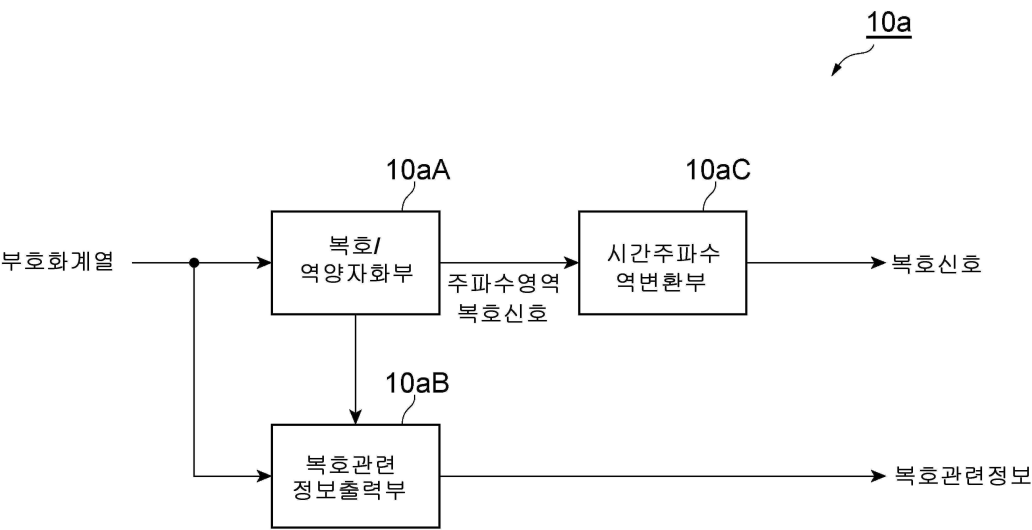 10a
10aA
10aC
부호화계열
복호/
역양자화부
주파수영역
복호신호
시간주파수
역변환부
복호신호
10aB
복호관련
정보출력부
복호관련정보